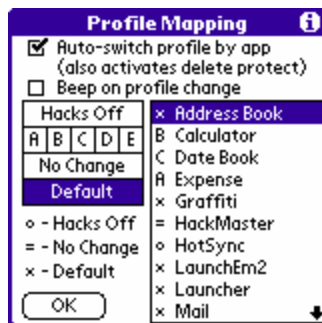 Profile Mapping i
Auto-switch profile by app
(also activates delete protect)
Beep on profile change
Hacks Off
A B C D E
No Change
Default
o - Hacks Off
= - No Change
× - Default
OK
× Address Book
B Calculator
C Date Book
A Expense
× Graffiti
= HackMaster
o HotSync
× LaunchEm2
× Launcher
× Mail